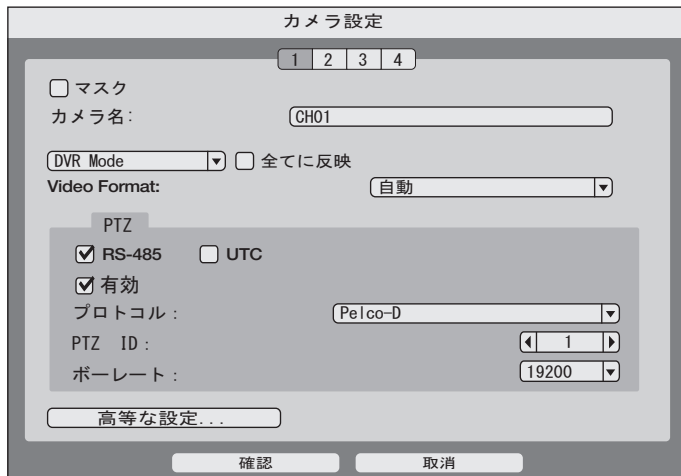 カメラ設定
1 2 3 4
マスク
カメラ名: CH01
DVR Mode 全てに反映
Video Format: 自動
PTZ
RS-485 UTC
有効
プロトコル : Pelco-D
PTZ ID : 1
ボーレート : 19200
高等な設定...
確認 取消